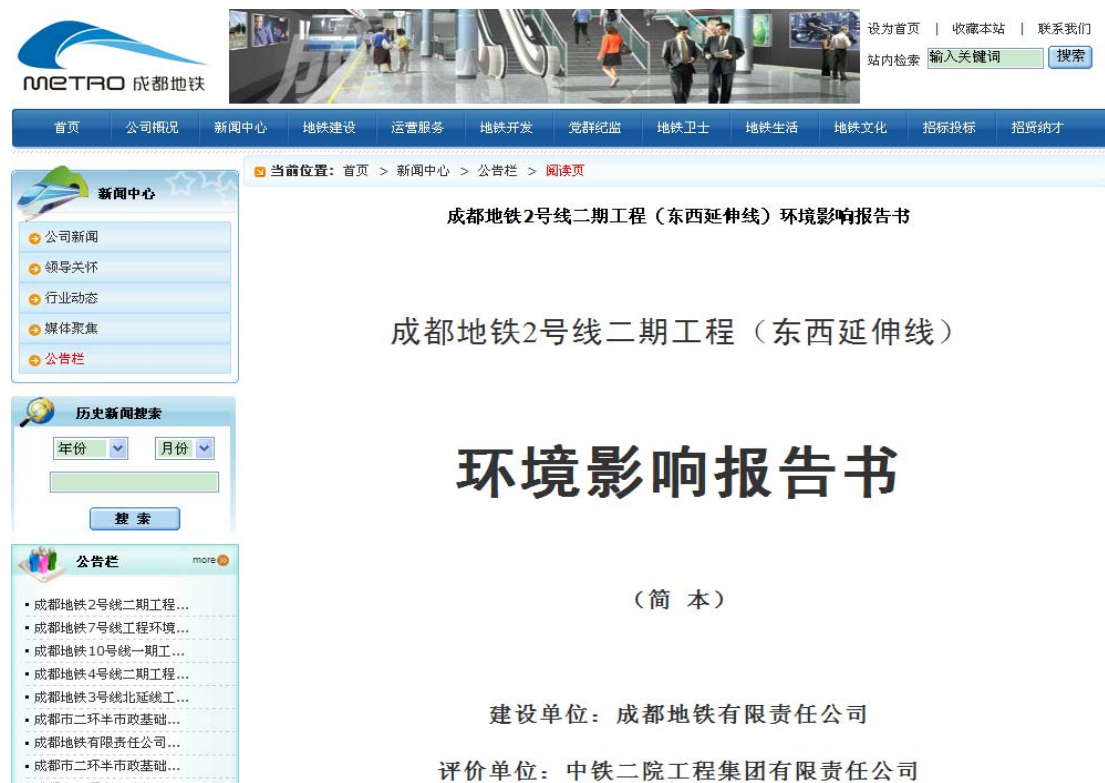 设为首页 | 收藏本站 | 联系我们
站内检索 输入关键词 搜索
METRO 成都地铁
首页 公司概况 新闻中心 地铁建设 运营服务 地铁开发 党群纪监 地铁卫士 地铁生活 地铁文化 招标投标 招贤纳才
当前位置：首页 > 新闻中心 > 公告栏 > 阅读页
新闻中心
公司新闻
领导关怀
行业动态
媒体聚焦
公告栏
历史新闻搜索
年份 月份
搜 索
公告栏 more
成都地铁2号线二期工程...
成都地铁7号线工程环境...
成都地铁10号线一期工...
成都地铁4号线二期工程...
成都地铁3号线北延线工...
成都市二环半市政基础...
成都地铁有限责任公司...
成都市二环半市政基础...
成都地铁2号线二期工程（东西延伸线）环境影响报告书
成都地铁2号线二期工程（东西延伸线）
环境影响报告书
（简 本）
建设单位：成都地铁有限责任公司
评价单位：中铁二院工程集团有限责任公司